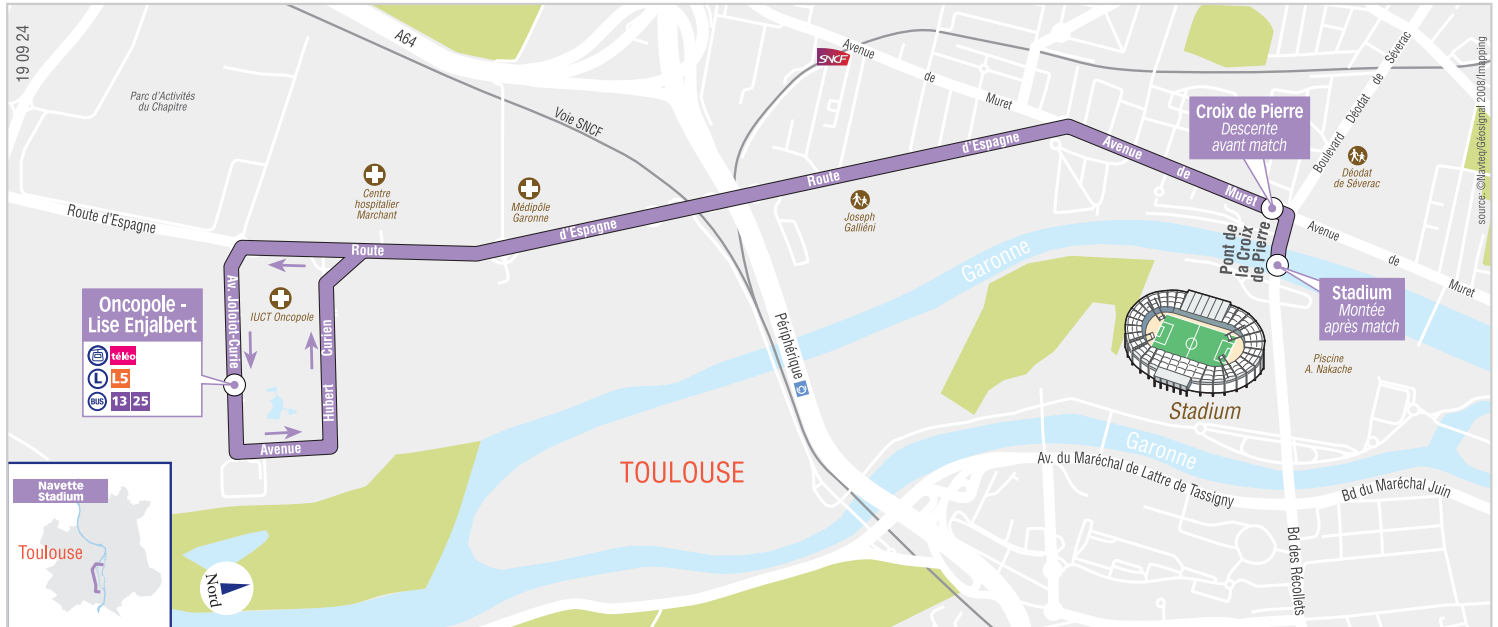 19 09 24
A64
Parc d'Activités
du Chapitre
Voie SNCF
SNCF
Avenue
de
Muret
Boulevard Déodat de Séverac
source: ©Navteq/Géosignal 2008/Imapping
Croix de Pierre
Descente
avant match
Déodat
de Séverac
Centre
hospitalier
Marchant
Médipôle
Garonne
Joseph
Galliéni
Route d'Espagne
Route
d'Espagne
Route
d'Espagne
Avenue
de
Muret
Avenue
de
Muret
Pont de
la Croix
de Pierre
Garonne
Stadium
Montée
après match
Piscine
A. Nakache
Stadium
Oncopole -
Lise Enjalbert
téléo
L L5
BUS 13 25
Av. Joloiot-Curie
IUCT Oncopole
Avenue
Hubert
Curien
Périphérique
TOULOUSE
Garonne
Av. du Maréchal de Lattre de Tassigny
Bd du Maréchal Juin
Bd des Récollets
Navette
Stadium
Toulouse
Nord